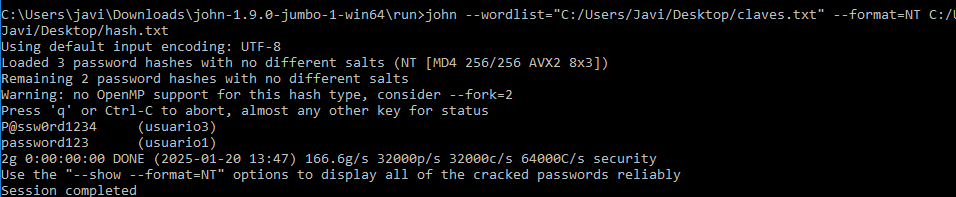 C:\Users\javi\Downloads\john-1.9.0-jumbo-1-win64\run>john --wordlist="C:/Users/Javi/Desktop/claves.txt" --format=NT C:/U
Javi/Desktop/hash.txt
Using default input encoding: UTF-8
Loaded 3 password hashes with no different salts (NT [MD4 256/256 AVX2 8x3])
Remaining 2 password hashes with no different salts
Warning: no OpenMP support for this hash type, consider --fork=2
Press 'q' or Ctrl-C to abort, almost any other key for status
P@ssw0rd1234     (usuario3)
password123      (usuario1)
2g 0:00:00:00 DONE (2025-01-20 13:47) 166.6g/s 32000p/s 32000c/s 64000C/s security
Use the "--show --format=NT" options to display all of the cracked passwords reliably
Session completed